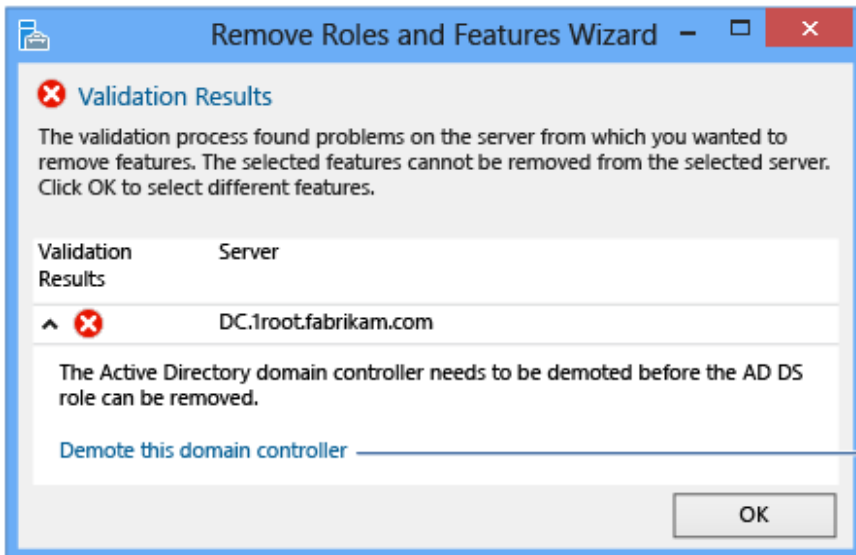 Remove Roles and Features Wizard
Validation Results
The validation process found problems on the server from which you wanted to
remove features. The selected features cannot be removed from the selected server.
Click OK to select different features.
Validation Server
Results
DC.1root.fabrikam.com
The Active Directory domain controller needs to be demoted before the AD DS
role can be removed.
Demote this domain controller
OK